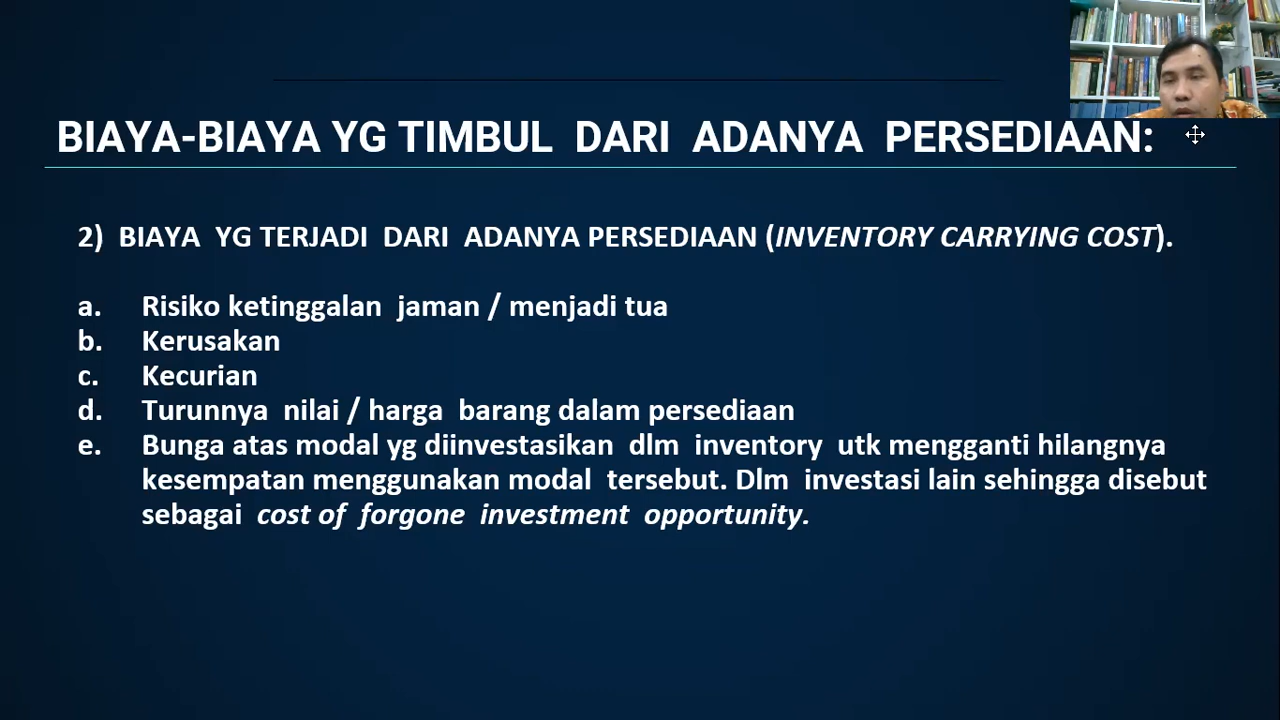 BIAYA-BIAYA YG TIMBUL DARI ADANYA PERSEDIAAN:
2) BIAYA YG TERJADI DARI ADANYA PERSEDIAAN (INVENTORY CARRYING COST).
a. Risiko ketinggalan jaman / menjadi tua
b. Kerusakan
c. Kecurian
d. Turunnya nilai / harga barang dalam persediaan
e. Bunga atas modal yg diinvestasikan dlm inventory utk mengganti hilangnya
kesempatan menggunakan modal tersebut. Dlm investasi lain sehingga disebut
sebagai cost of forgone investment opportunity.